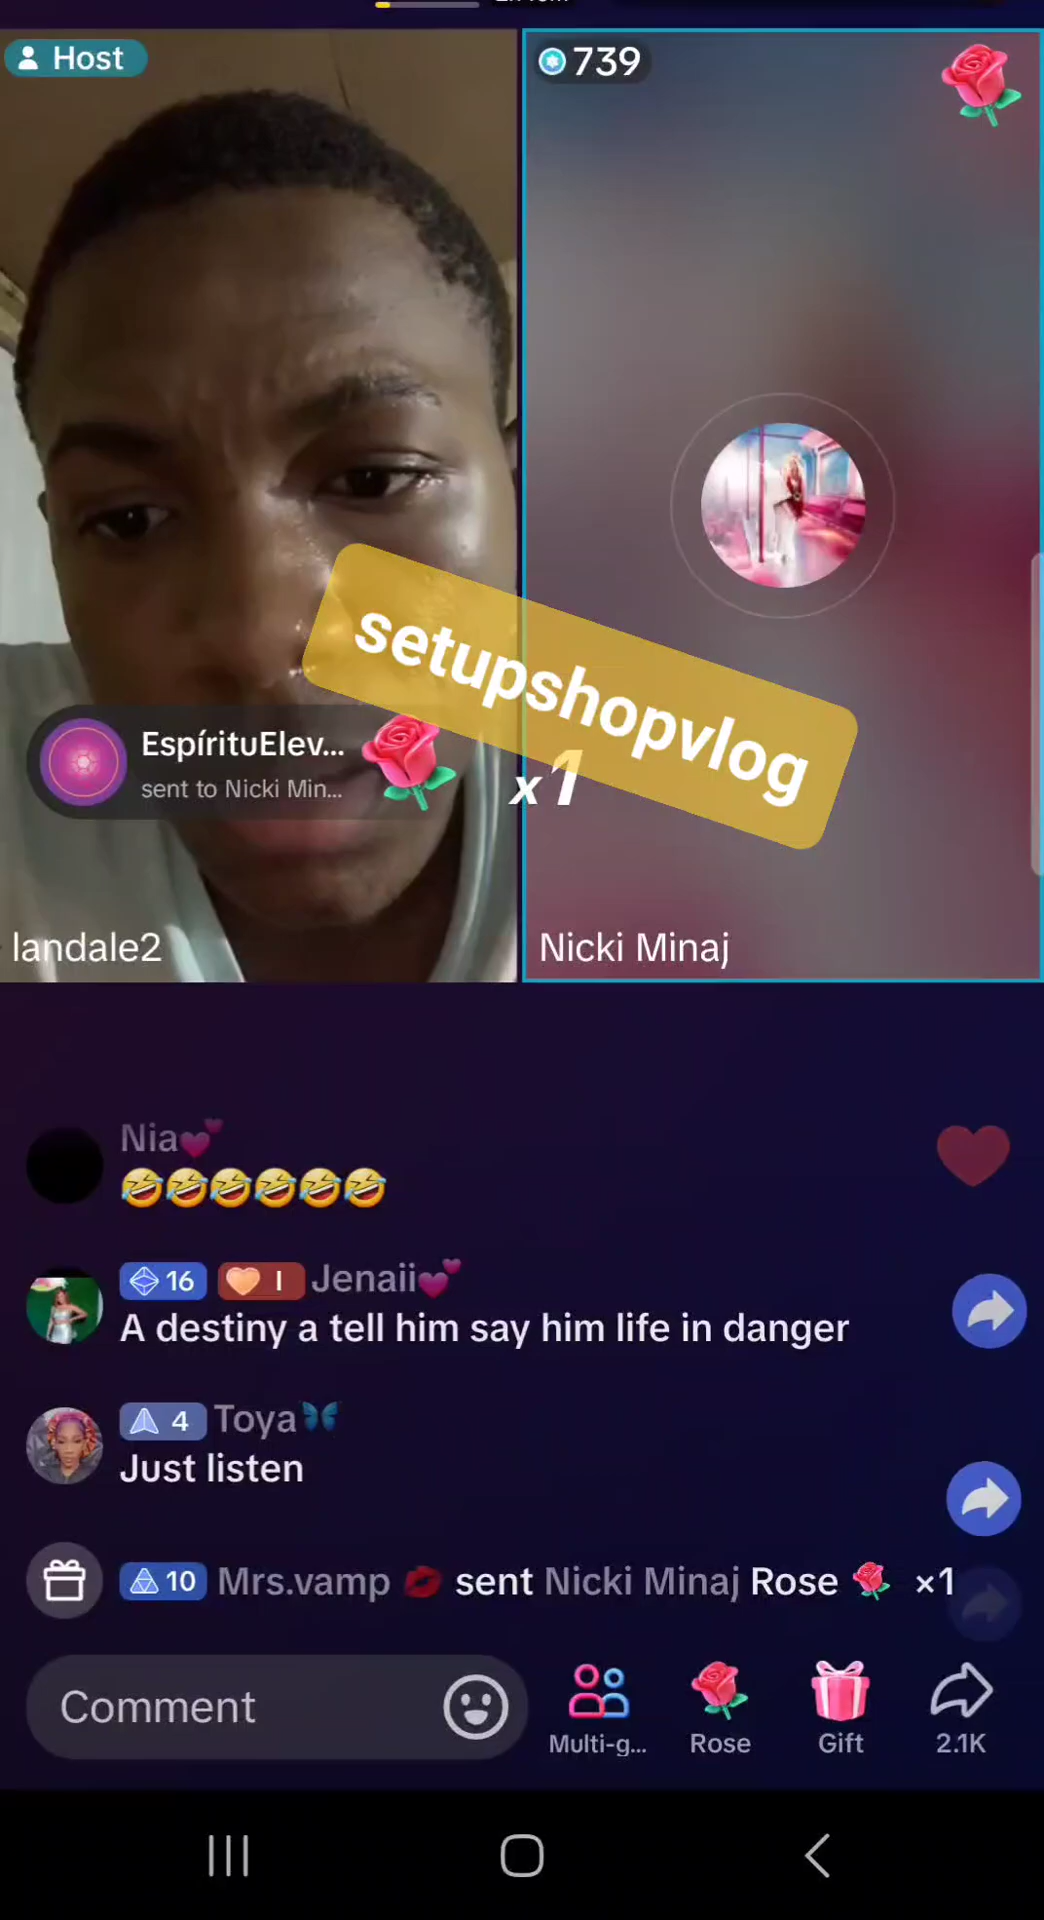 Host
739
setupshopvlog
EspírituElev...
sent to Nicki Min...
x1
landale2
Nicki Minaj
Nia💕
🤣🤣🤣🤣🤣🤣
16 I Jenaii💕
A destiny a tell him say him life in danger
4 Toya🦋
Just listen
10 Mrs.vamp 💋 sent Nicki Minaj Rose 🌹 ×1
Comment
Multi-g...
Rose
Gift
2.1K